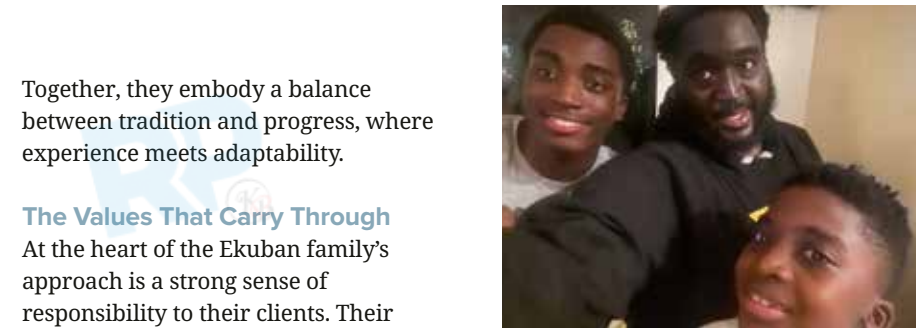 Together, they embody a balance
between tradition and progress, where
experience meets adaptability.
The Values That Carry Through
At the heart of the Ekuban family’s
approach is a strong sense of
responsibility to their clients. Their
RP